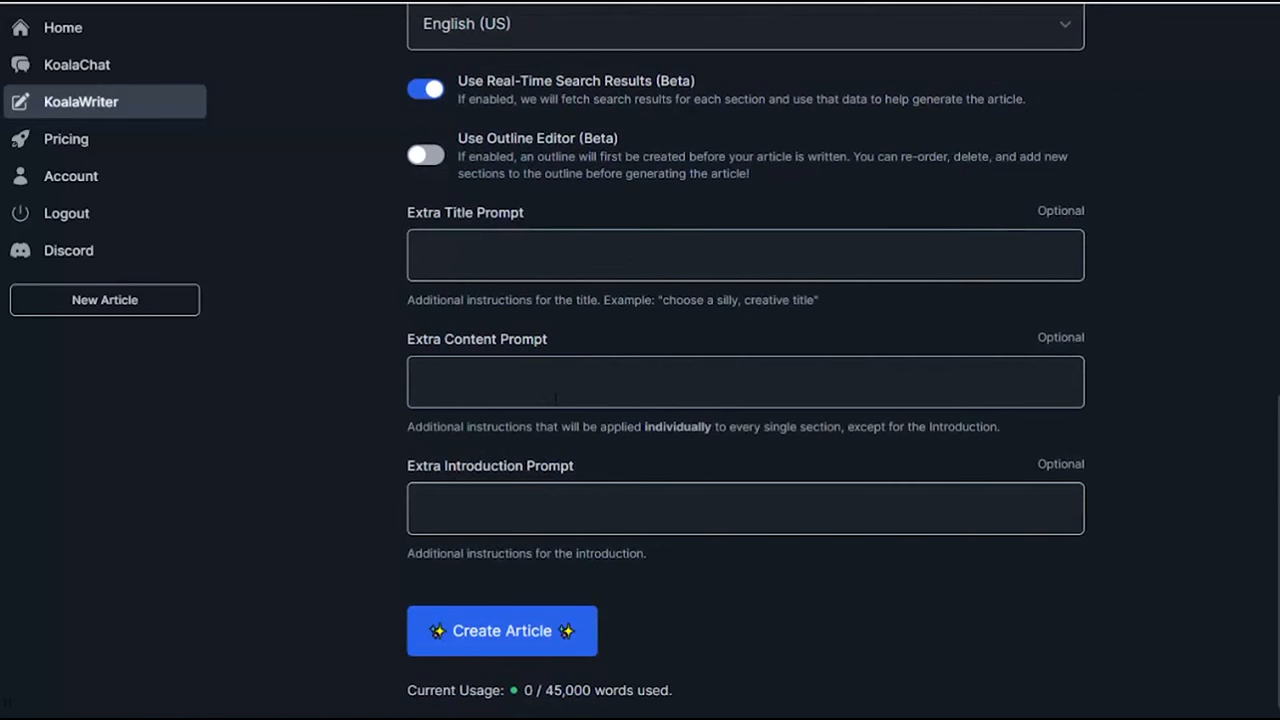 Home
KoalaChat
KoalaWriter
Pricing
Account
Logout
Discord
New Article
English (US)
Use Real-Time Search Results (Beta)
If enabled, we will fetch search results for each section and use that data to help generate the article.
Use Outline Editor (Beta)
If enabled, an outline will first be created before your article is written. You can re-order, delete, and add new
sections to the outline before generating the article!
Extra Title Prompt Optional
Additional instructions for the title. Example: "choose a silly, creative title"
Extra Content Prompt Optional
Additional instructions that will be applied individually to every single section, except for the Introduction.
Extra Introduction Prompt Optional
Additional instructions for the introduction.
✨ Create Article ✨
Current Usage: 0 / 45,000 words used.